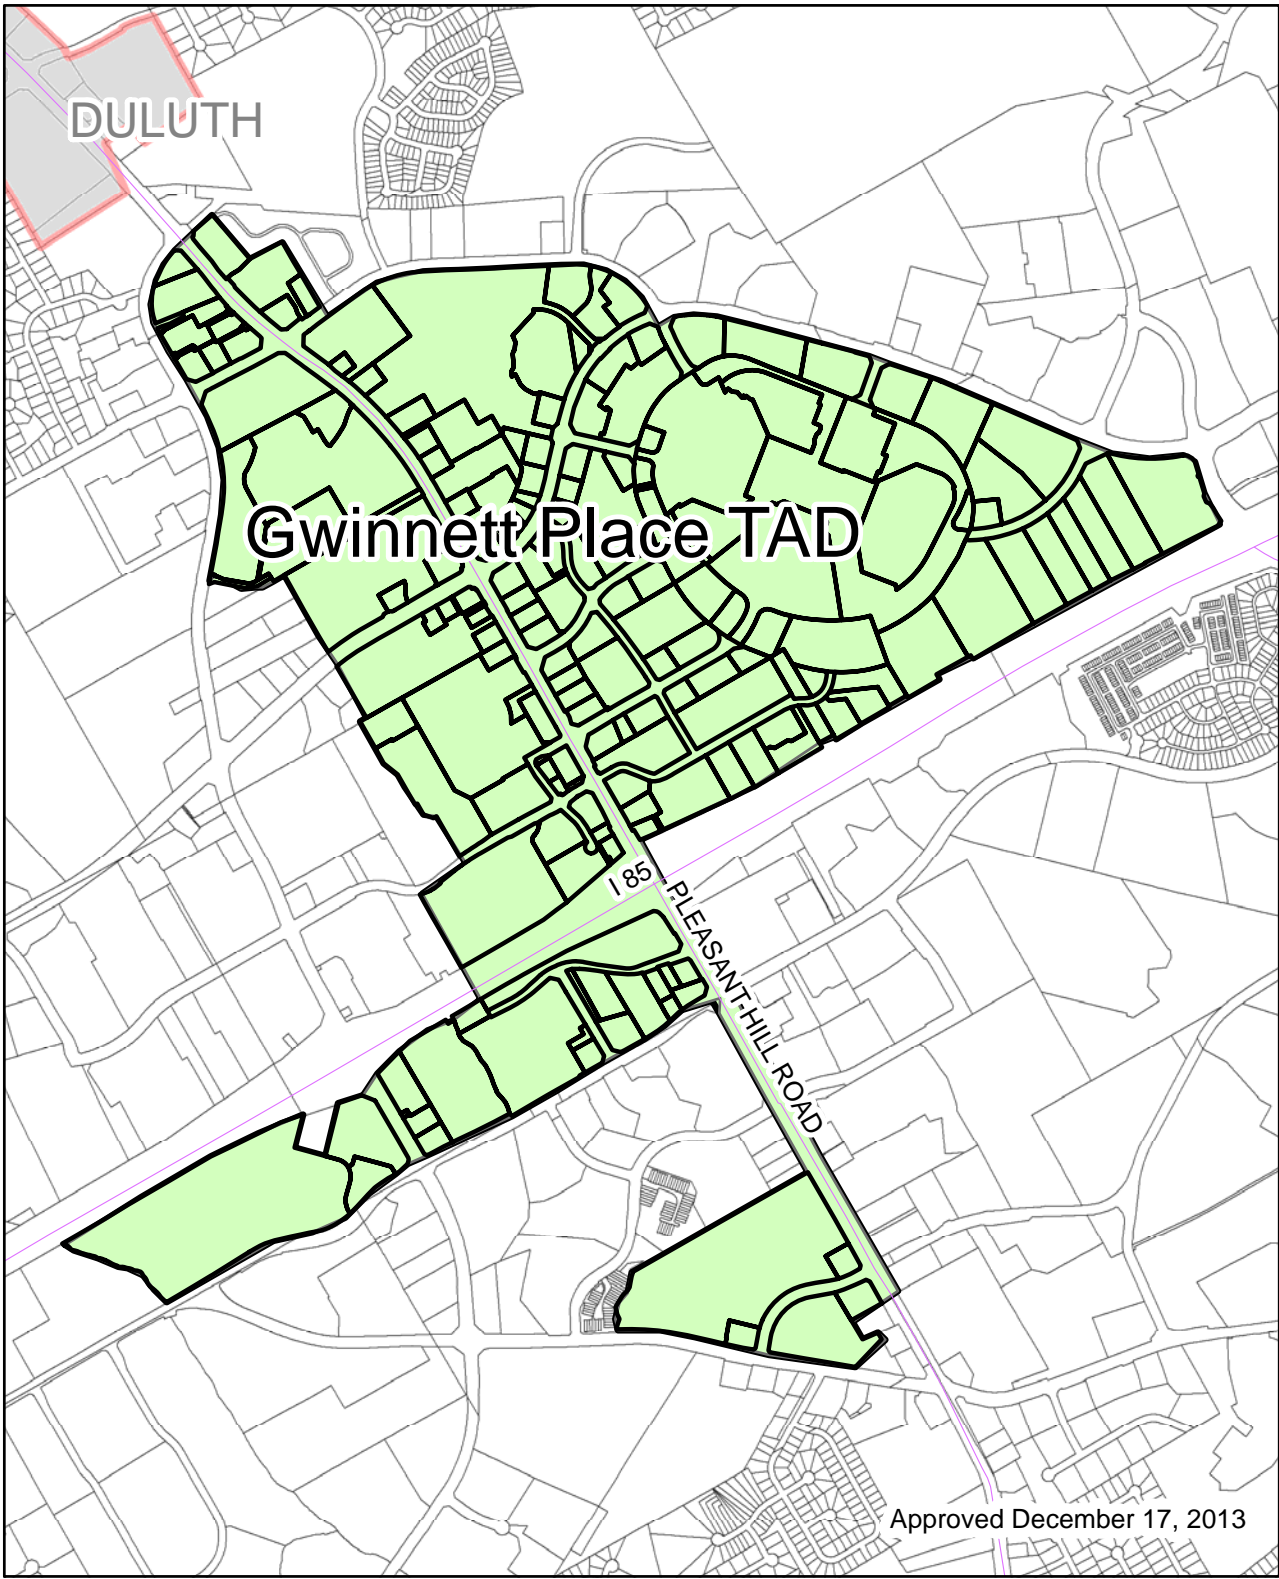 DULUTH
Gwinnett Place TAD
I 85
PLEASANT HILL ROAD
Approved December 17, 2013